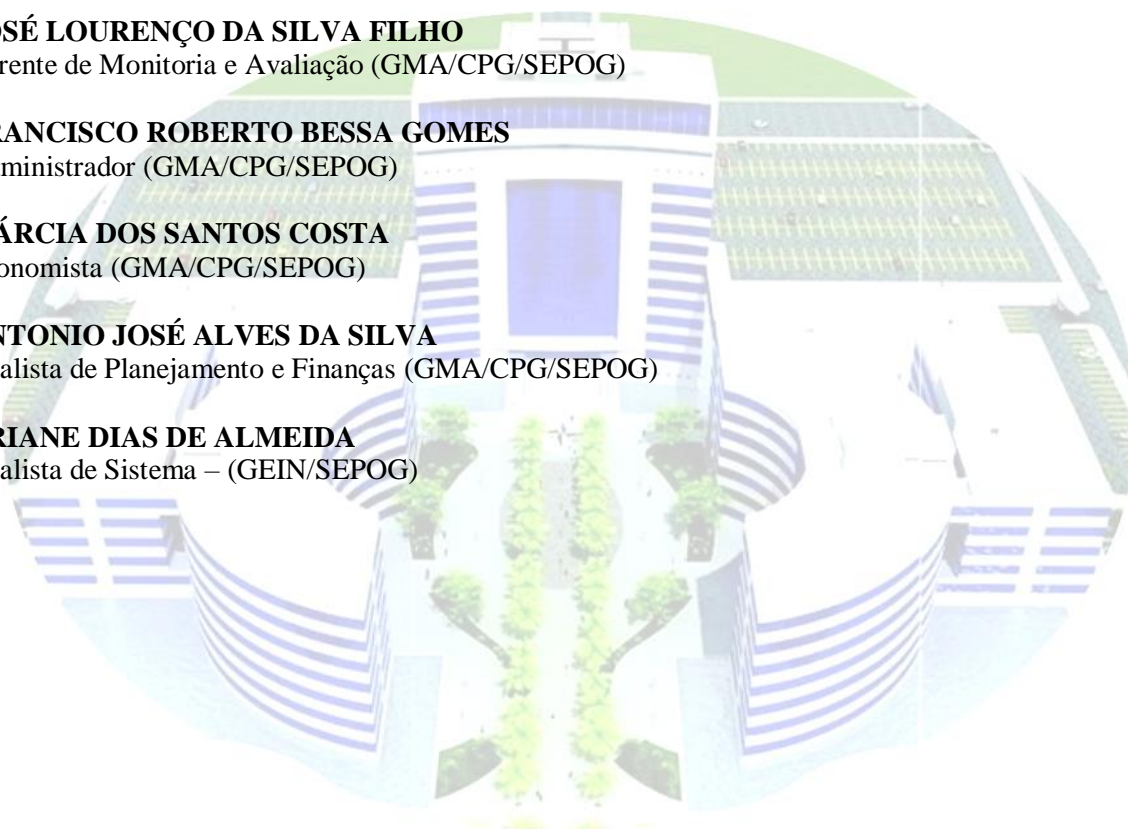 OSÉ LOURENÇO DA SILVA FILHO
rente de Monitoria e Avaliação (GMA/CPG/SEPOG)
RANCISCO ROBERTO BESSA GOMES
ministrador (GMA/CPG/SEPOG)
ÁRCIA DOS SANTOS COSTA
onomista (GMA/CPG/SEPOG)
NTONIO JOSÉ ALVES DA SILVA
alista de Planejamento e Finanças (GMA/CPG/SEPOG)
RIANE DIAS DE ALMEIDA
alista de Sistema – (GEIN/SEPOG)